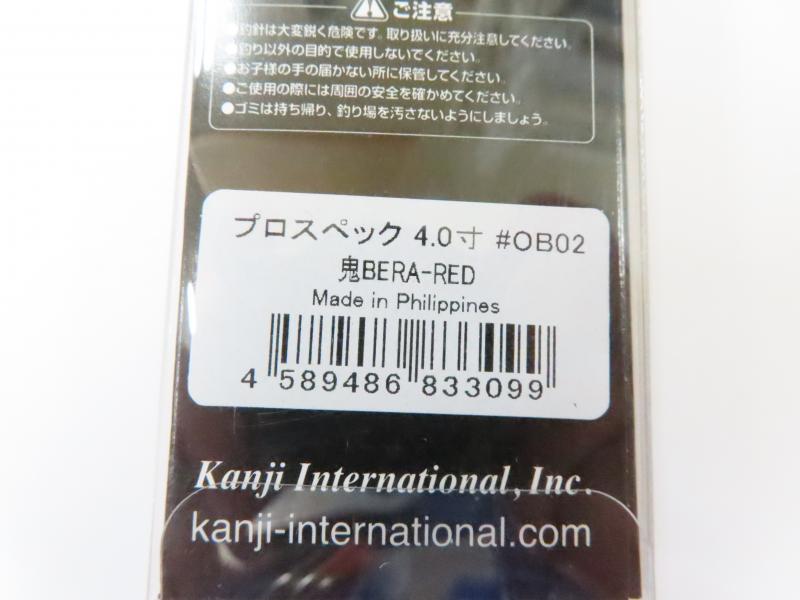 ご注意
●釣針は大変鋭く危険です。取り扱いに充分注意してください。
●釣り以外の目的で使用しないでください。
●お子様の手の届かない所に保管してください。
●ご使用の際には周囲の安全を確かめてください。
●ゴミは持ち帰り、釣り場を汚さないようにしましょう。
プロスペック 4.0寸 #OB02
鬼BERA-RED
Made in Philippines
4 589486 833099
Kanji International, Inc.
kanji-international.com